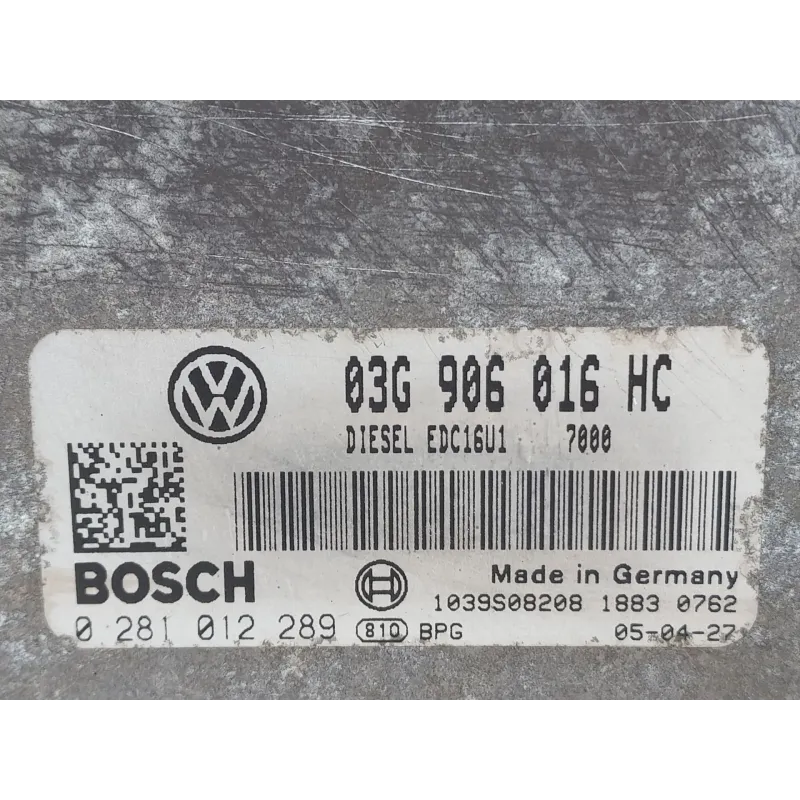 03G 906 016 HC
DIESEL EDC16U1 7000
BOSCH
Made in Germany
1039S08208 1883 0762
0 281 012 289 810 BPG 05-04-27